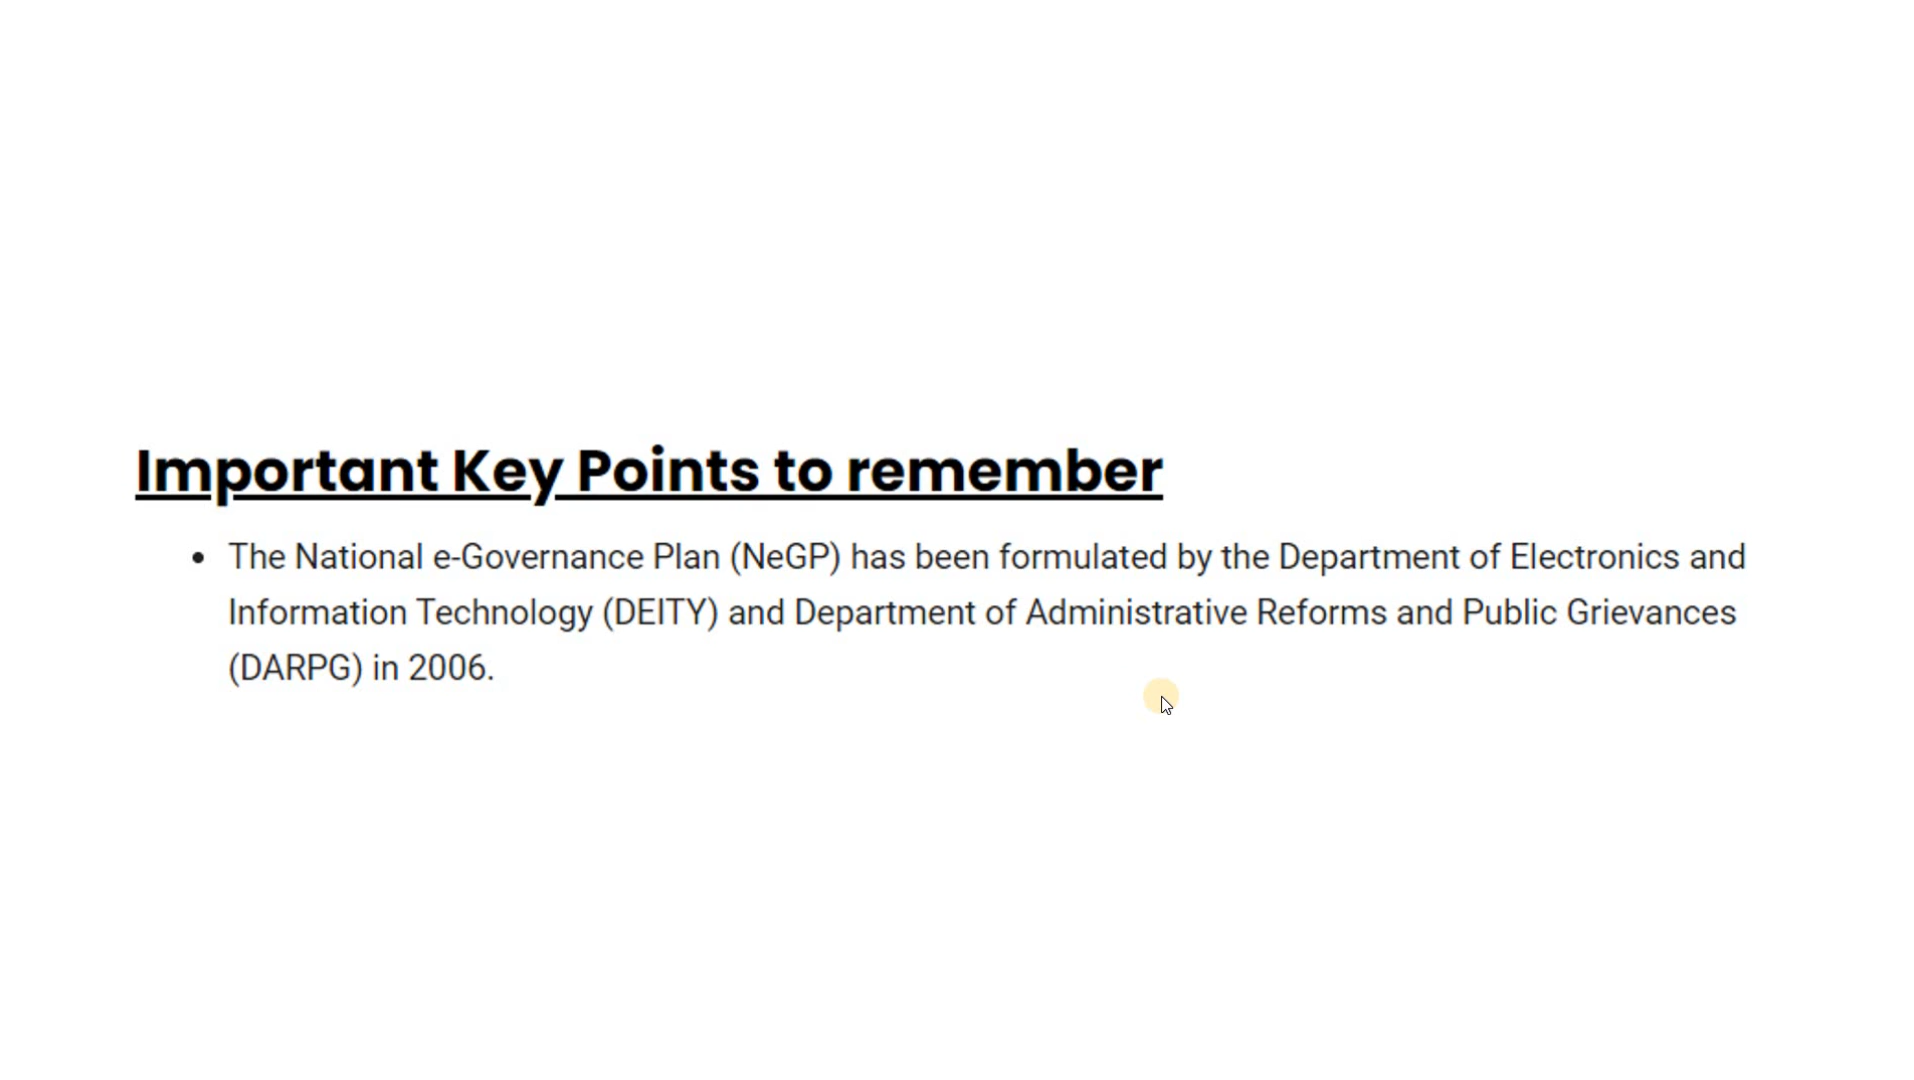 Important Key Points to remember
• The National e-Governance Plan (NeGP) has been formulated by the Department of Electronics and
Information Technology (DEITY) and Department of Administrative Reforms and Public Grievances
(DARPG) in 2006.